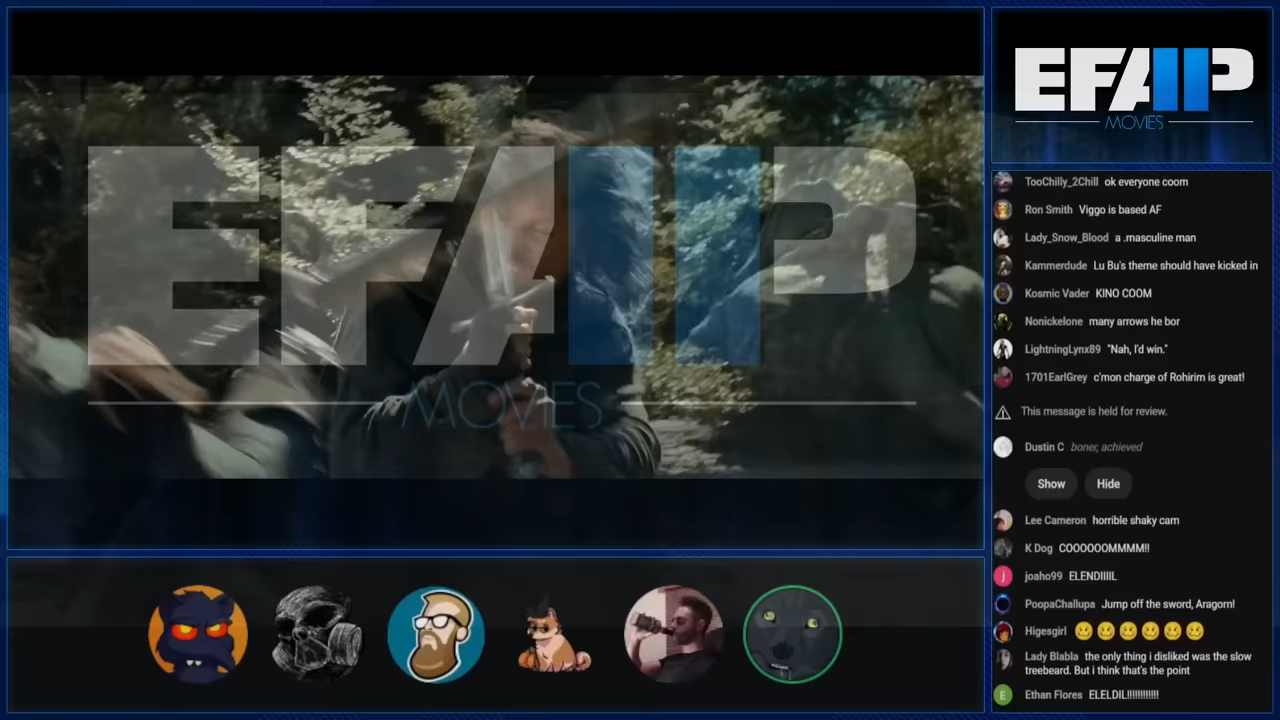 EFAP
MOVIES
EFAP
MOVIES
TooChilly_2Chill ok everyone coom
Ron Smith Viggo is based AF
Lady_Snow_Blood a .masculine man
Kammerdude Lu Bu's theme should have kicked in
Kosmic Vader KINO COOM
Nonickelone many arrows he bor
LightningLynx89 "Nah, I'd win."
1701EarlGrey c'mon charge of Rohirim is great!
This message is held for review.
Dustin C boner, achieved
Show Hide
Lee Cameron horrible shaky cam
K Dog COOOOOOMMMM!!
j joaho99 ELENDIIIIL
PoopaChallupa Jump off the sword, Aragorn!
Higesgirl
Lady Blabla the only thing i disliked was the slow
treebeard. But i think that's the point
E Ethan Flores ELELDIL!!!!!!!!!!!!